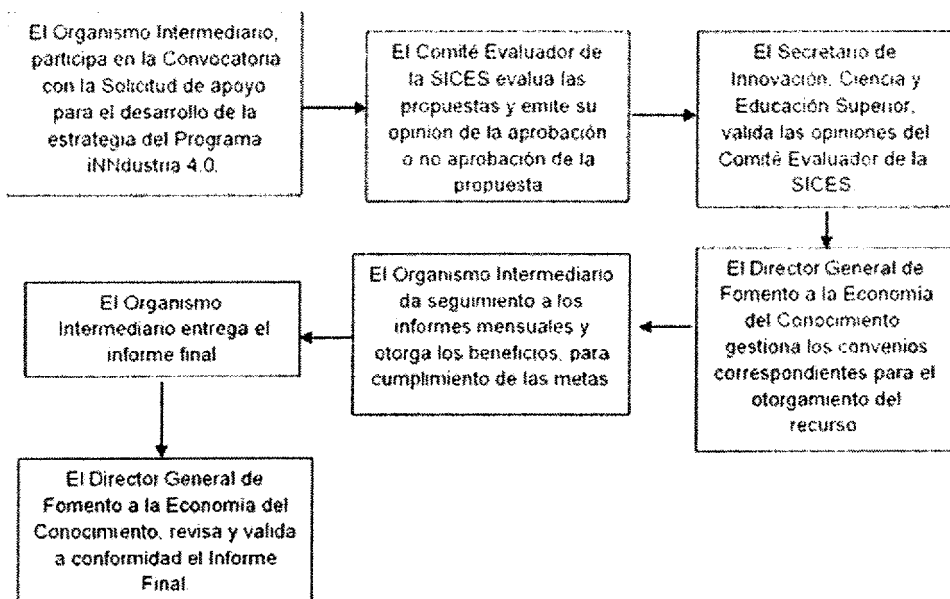 El Organismo Intermediario,
participa en la Convocatoria
con la Solicitud de apoyo
para el desarrollo de la
estrategia del Programa
iNNdustria 4.0.
El Comité Evaluador de
la SICES evalua las
propuestas y emite su
opinión de la aprobación
o no aprobación de la
propuesta
El Secretario de
Innovación, Ciencia y
Educación Superior,
valida las opiniones del
Comité Evaluador de la
SICES.
El Director General de
Fomento a la Economía
del Conocimiento
gestiona los convenios
correspondientes para el
otorgamiento del
recurso
El Organismo Intermediario
da seguimiento a los
informes mensuales y
otorga los beneficios, para
cumplimiento de las metas
El Organismo
Intermediario entrega el
informe final
El Director General de
Fomento a la Economía del
Conocimiento, revisa y valida
a conformidad el Informe
Final